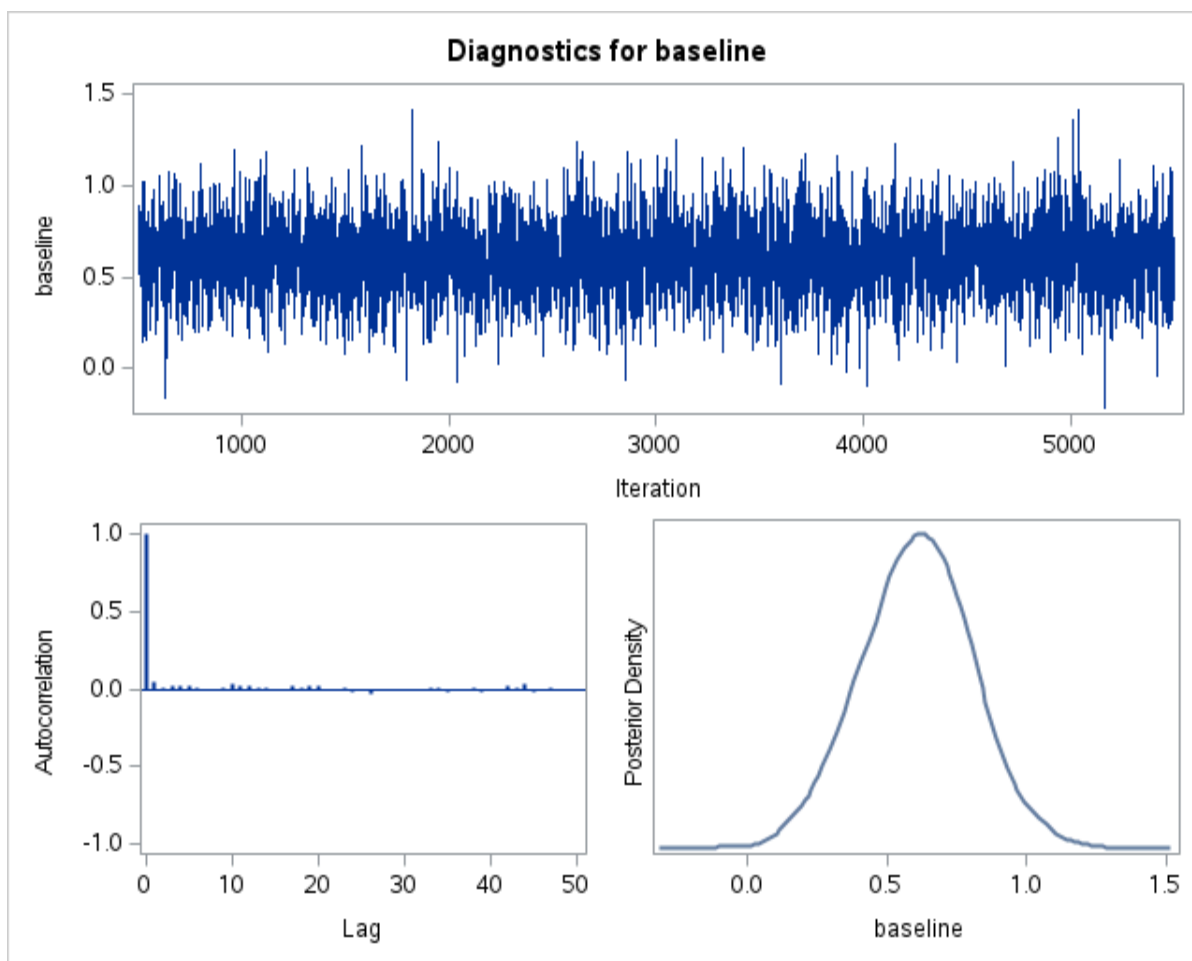 Diagnostics for baseline
1.5
1.0
0.5
0.0
baseline
1000 2000 3000 4000 5000
Iteration
1.0
0.5
0.0
-0.5
-1.0
Autocorrelation
0 10 20 30 40 50
Lag
Posterior Density
0.0 0.5 1.0 1.5
baseline